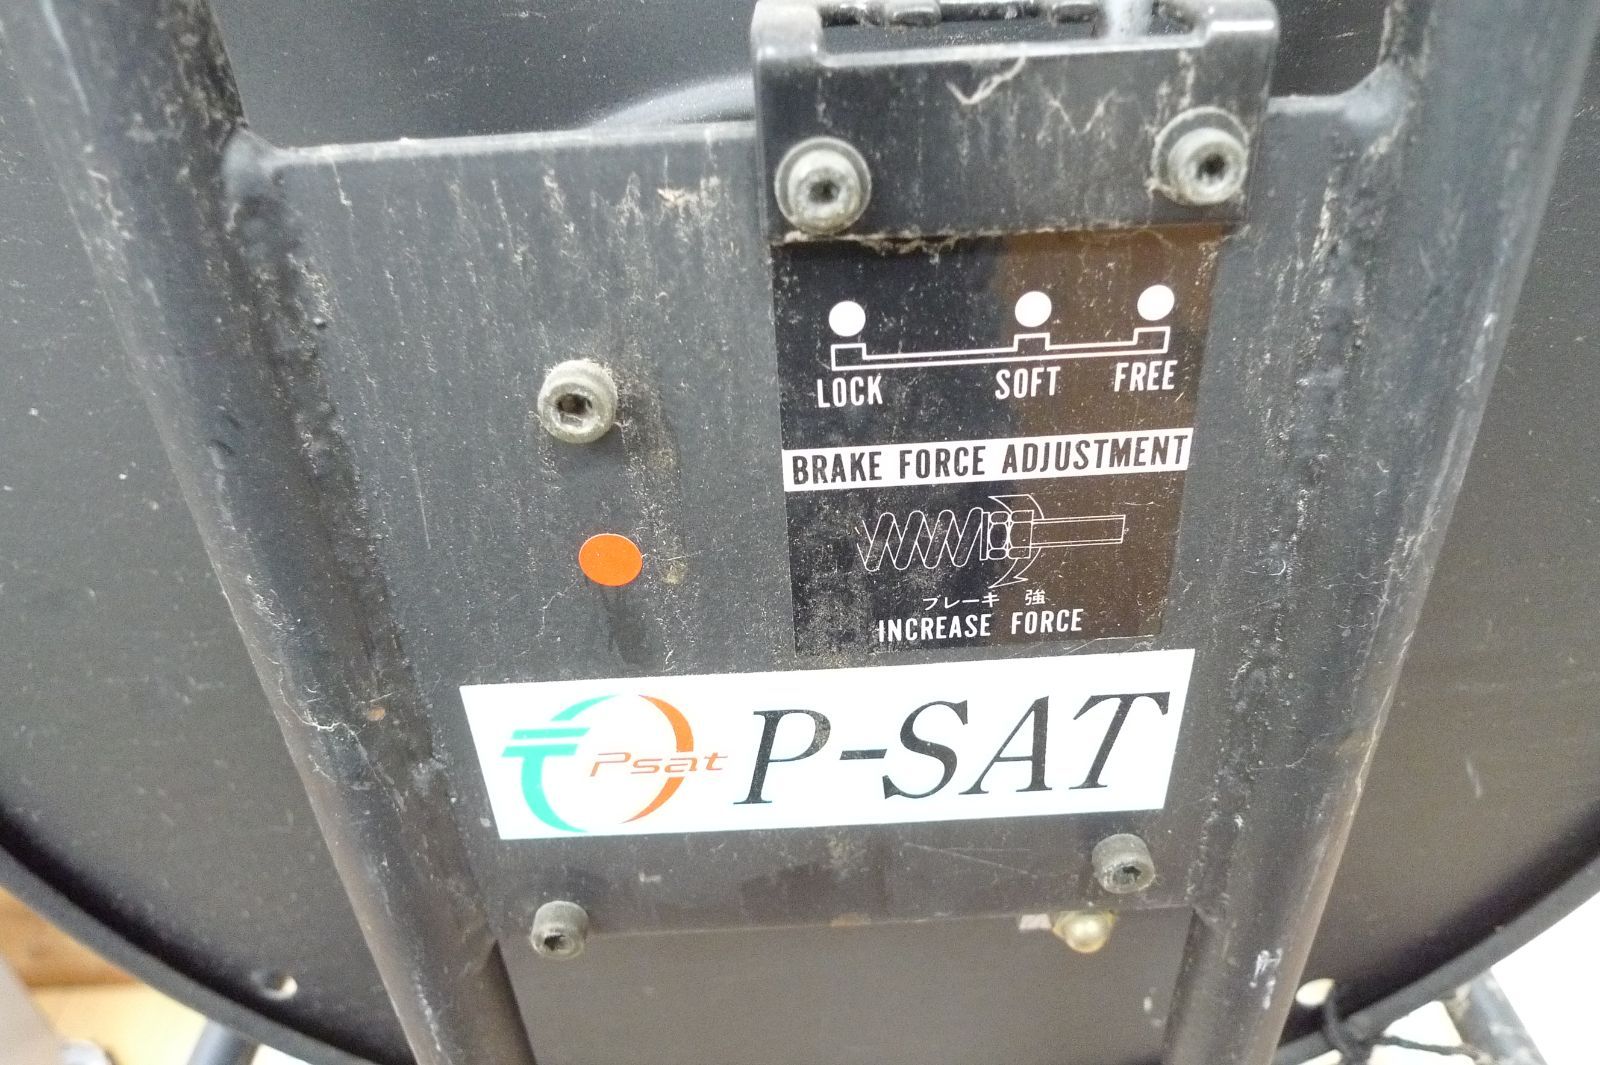 LOCK SOFT FREE
BRAKE FORCE ADJUSTMENT
ブレーキ 強
INCREASE FORCE
Psat P-SAT